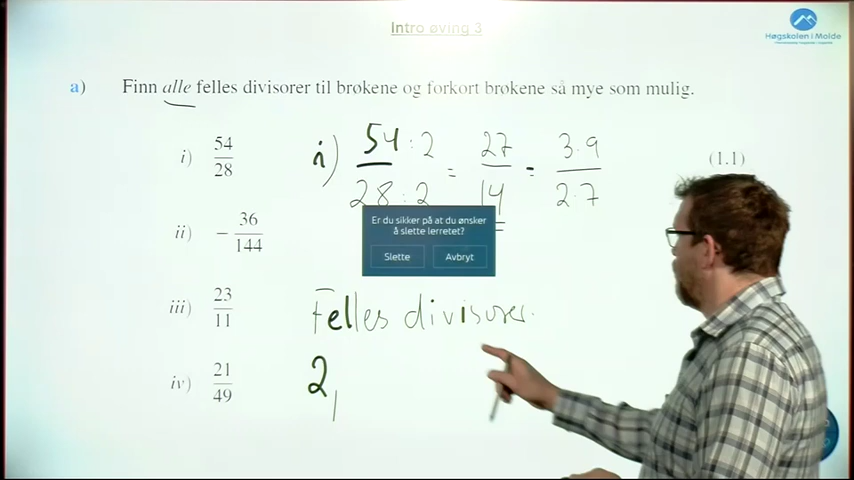 Intro øving 3
Høgskolen i Molde
a) Finn alle felles divisorer til brøkene og forkort brøkene så mye som mulig.
i) 54/28
i) 54:2/28:2 = 27/14 = 3·9/2·7
(1.1)
ii) -36/144
Er du sikker på at du ønsker
å slette lerretet?
Slette Avbryt
iii) 23/11
Felles divisorer
iv) 21/49
2,